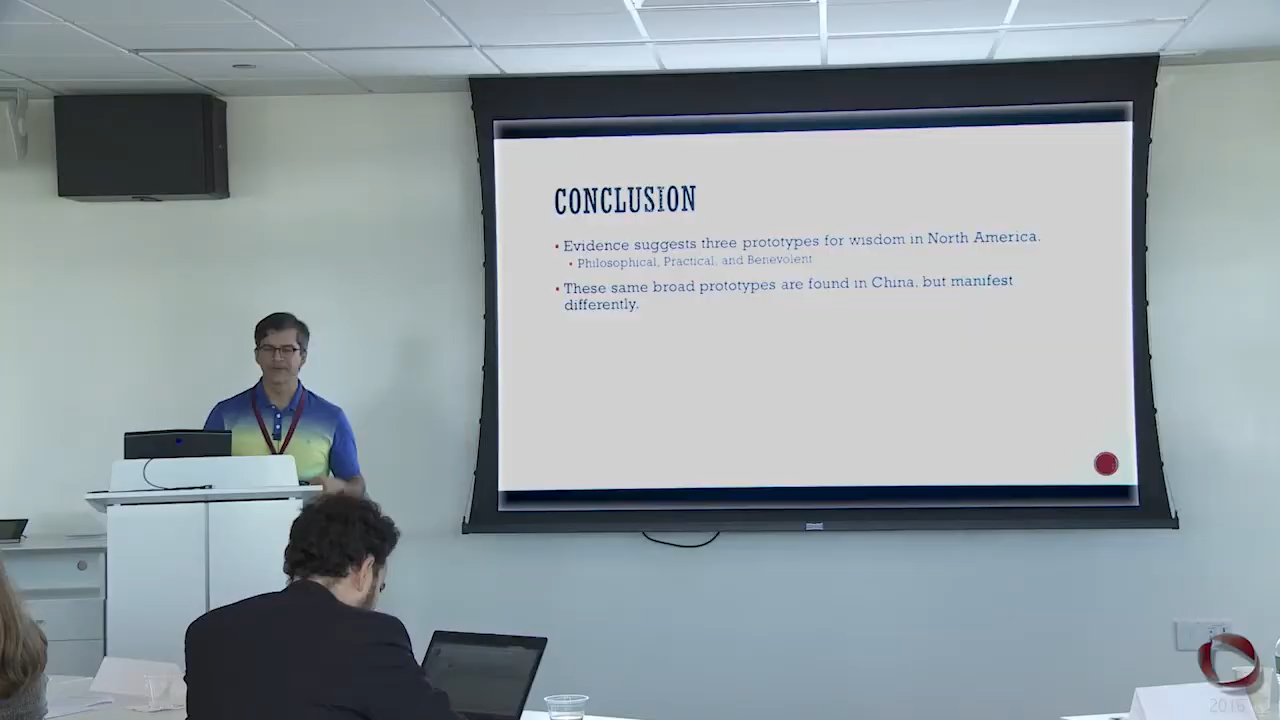 CONCLUSION
▪ Evidence suggests three prototypes for wisdom in North America.
▪ Philosophical, Practical, and Benevolent
▪ These same broad prototypes are found in China, but manifest
differently.
2016